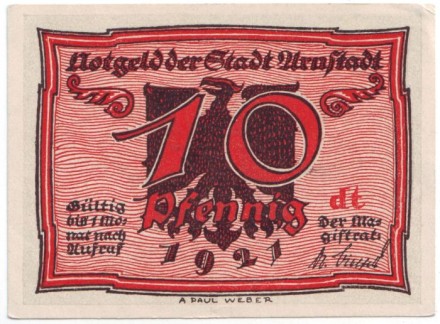 Notgeld der Stadt Arnstadt
10
Pfennig
1921
Gültig
bis 1 Mo-
nat nach
Aufruf
dt
Der Ma-
gistrat:
A PAUL WEBER